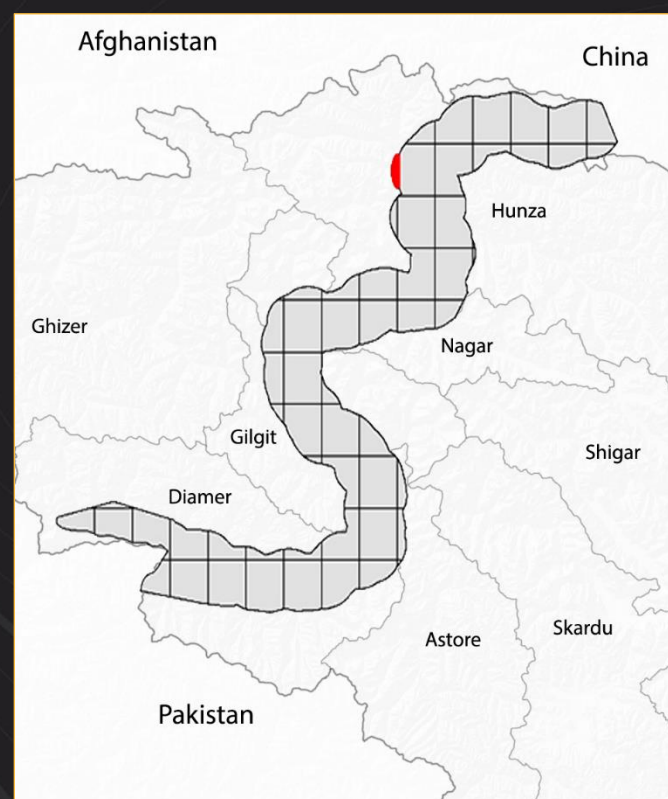 Afghanistan
China
Hunza
Ghizer
Nagar
Gilgit
Shigar
Diamer
Skardu
Astore
Pakistan